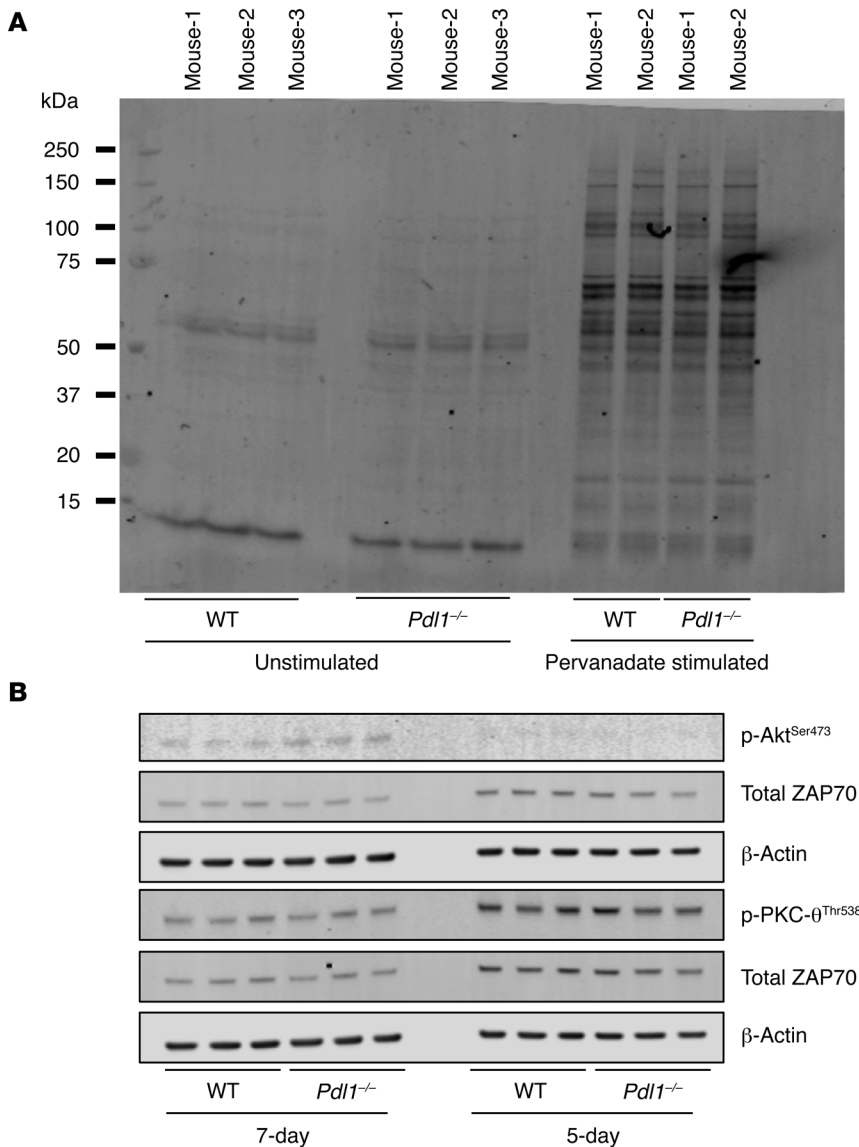 A
Mouse-1 Mouse-2 Mouse-3 Mouse-1 Mouse-2 Mouse-3 Mouse-1 Mouse-2 Mouse-1 Mouse-2
kDa
250
150
100
75
50
37
20
15
WT Pdl1–/– WT Pdl1–/–
Unstimulated Pervanadate stimulated
B
p-AktSer473
Total ZAP70
β-Actin
p-PKC-θThr538
Total ZAP70
β-Actin
WT Pdl1–/– WT Pdl1–/–
7-day 5-day